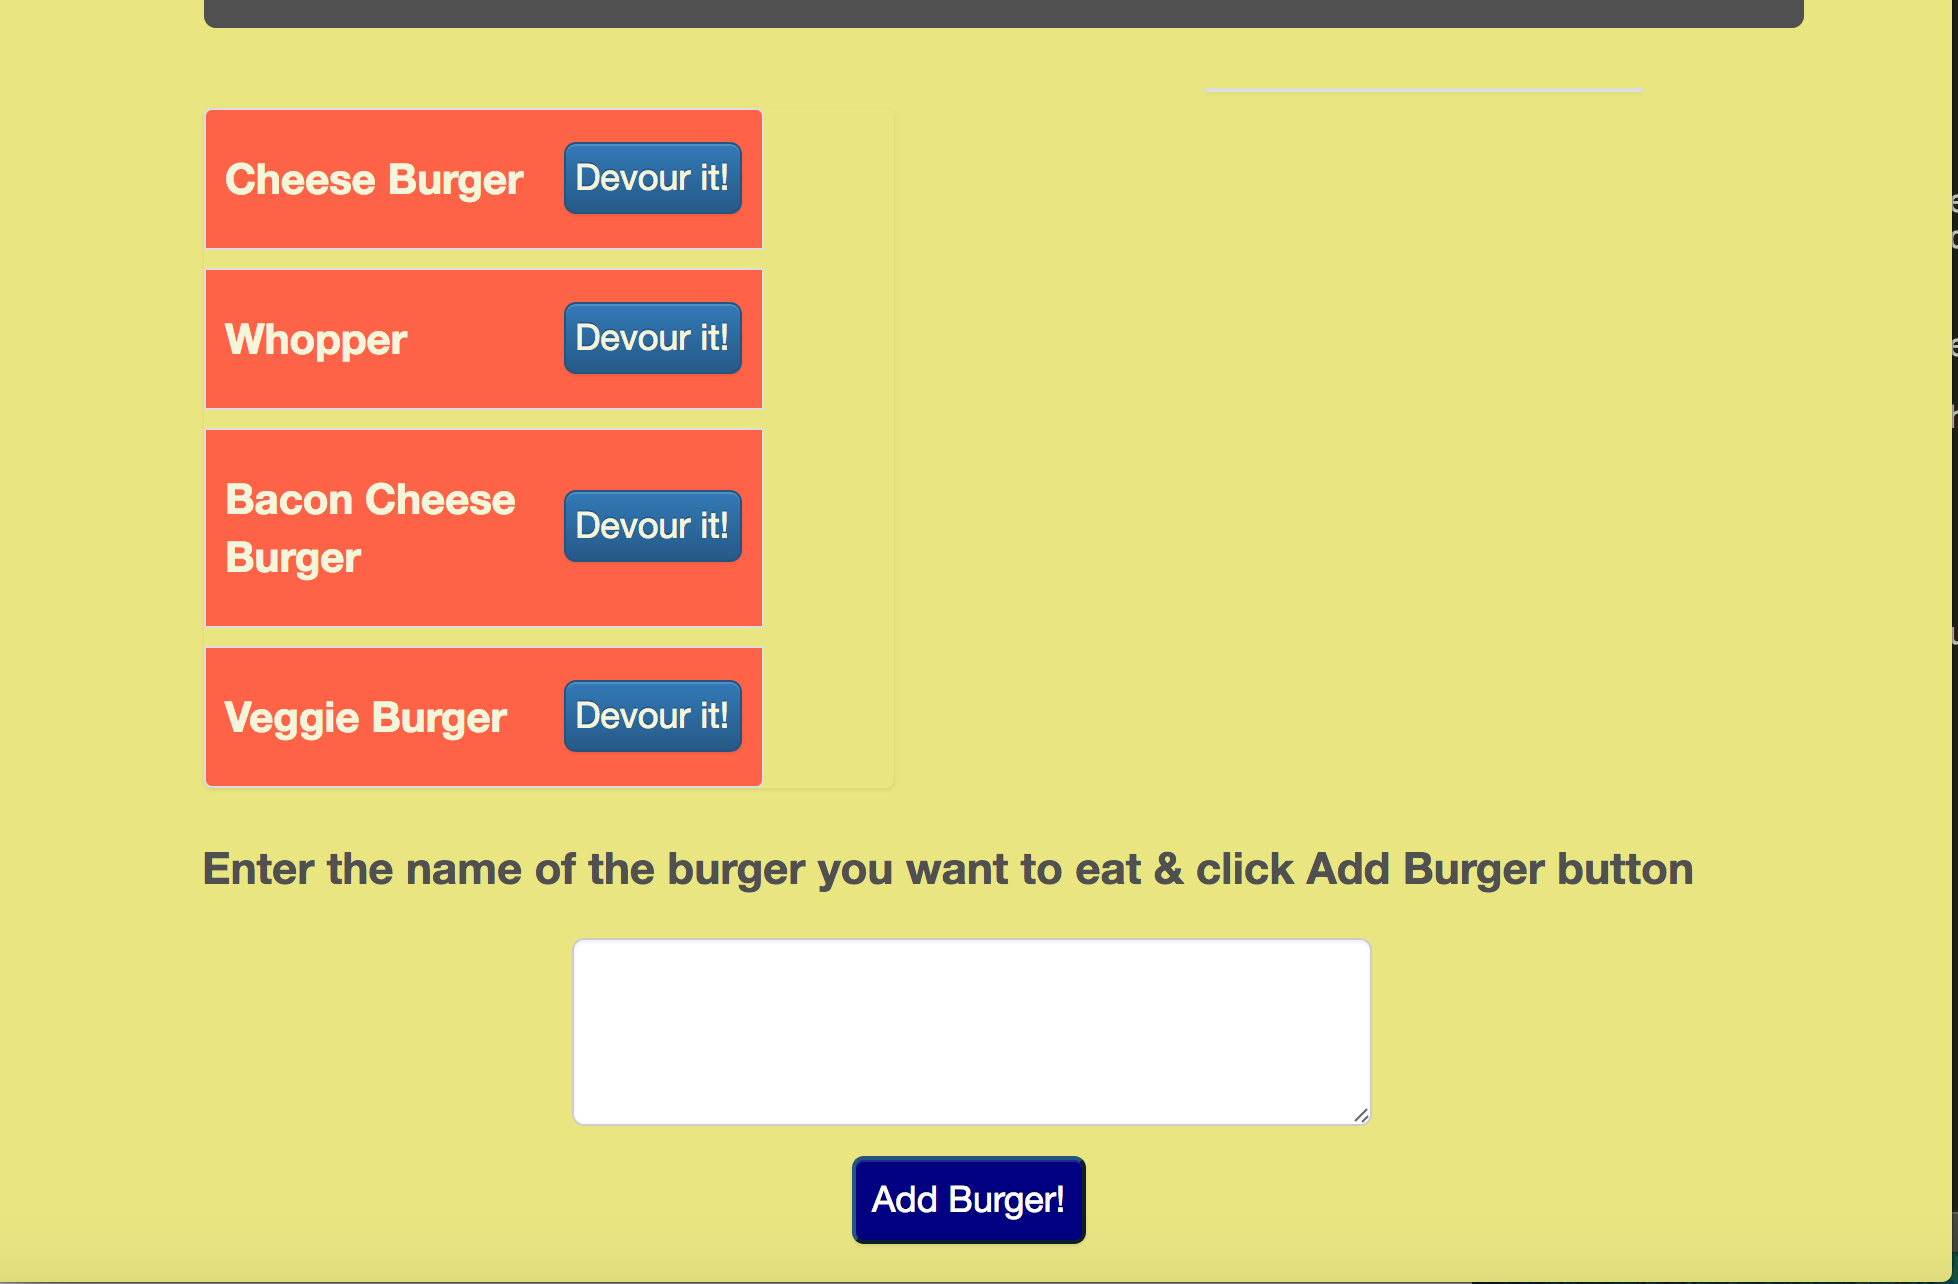 Cheese Burger Devour it!
Whopper Devour it!
Bacon Cheese
Burger
Devour it!
Veggie Burger Devour it!
Enter the name of the burger you want to eat & click Add Burger button
Add Burger!